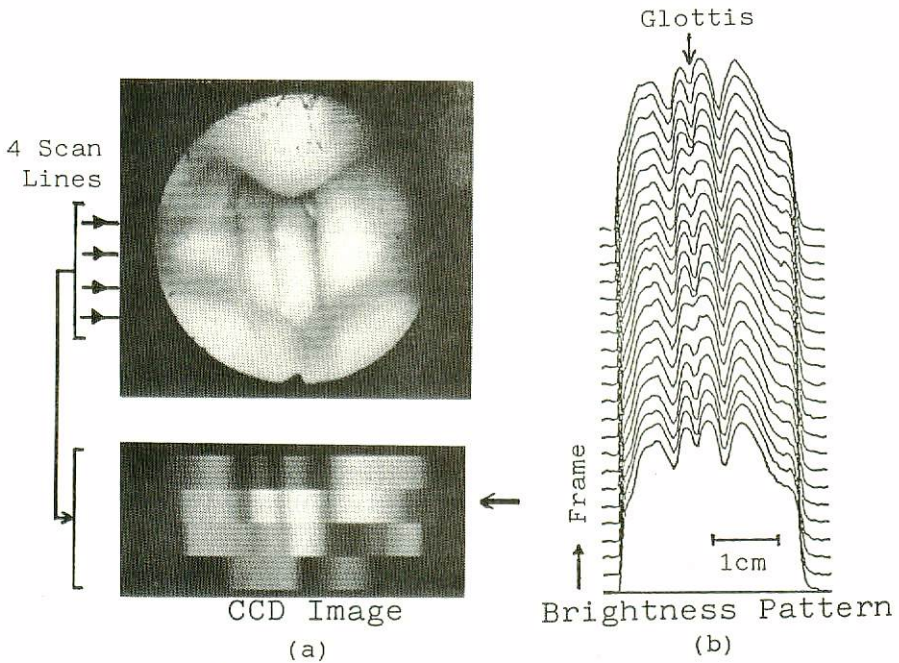 Glottis
4 Scan
Lines
Frame
1cm
CCD Image
Brightness Pattern
(a)
(b)